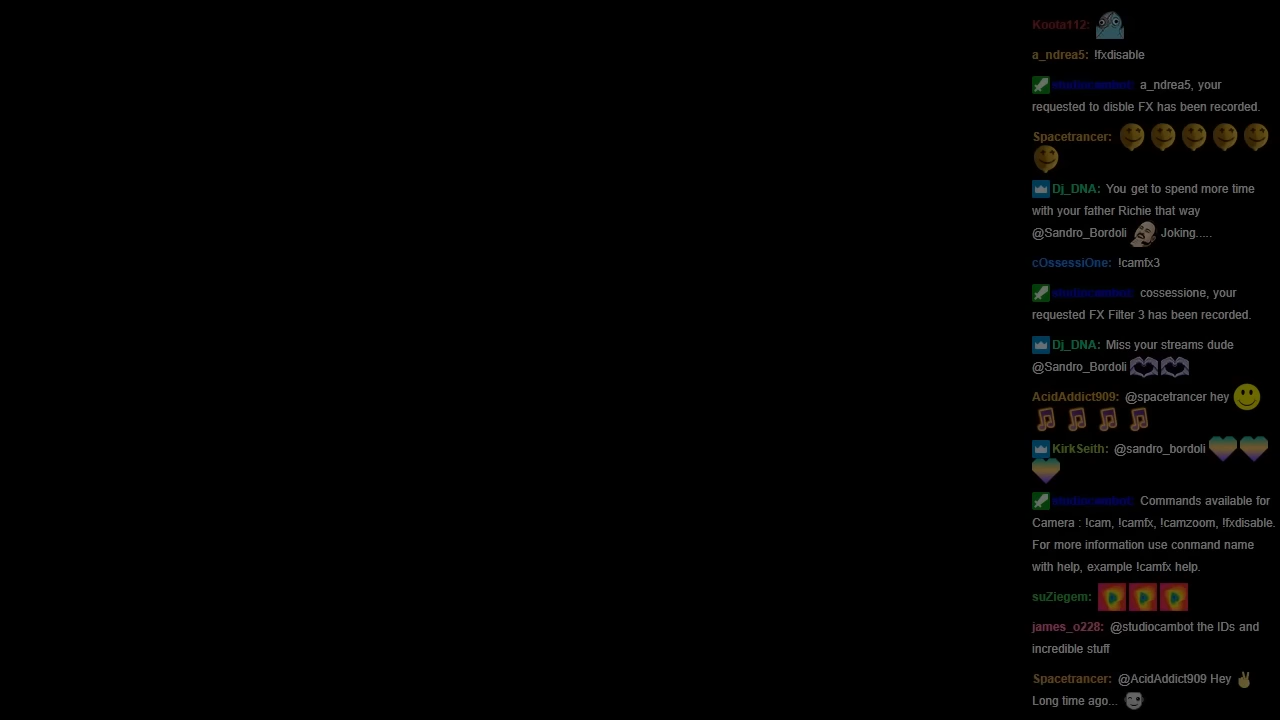 Koota112:
a_ndrea5: !fxdisable
studiocambot: a_ndrea5, your
requested to disble FX has been recorded.
Spacetrancer:
Dj_DNA: You get to spend more time
with your father Richie that way
@Sandro_Bordoli Joking.....
cOssessiOne: !camfx3
studiocambot: cossessione, your
requested FX Filter 3 has been recorded.
Dj_DNA: Miss your streams dude
@Sandro_Bordoli
AcidAddict909: @spacetrancer hey
KirkSeith: @sandro_bordoli
studiocambot: Commands available for
Camera : !cam, !camfx, !camzoom, !fxdisable.
For more information use conmand name
with help, example !camfx help.
suZiegem:
james_o228: @studiocambot the IDs and
incredible stuff
Spacetrancer: @AcidAddict909 Hey
Long time ago...